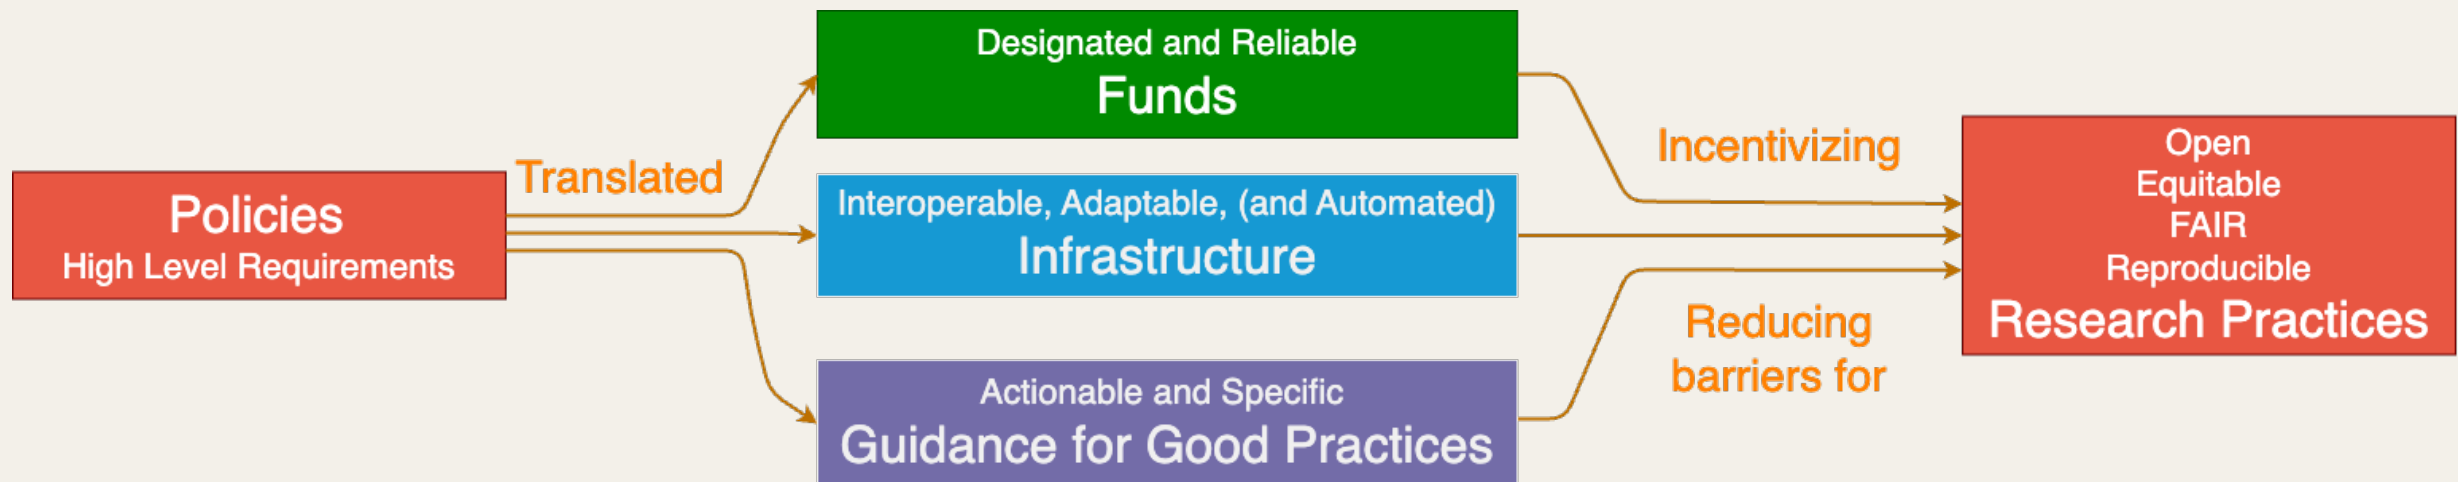 Policies
High Level Requirements
Translated
Designated and Reliable
Funds
Interoperable, Adaptable, (and Automated)
Infrastructure
Actionable and Specific
Guidance for Good Practices
Incentivizing
Reducing
barriers for
Open
Equitable
FAIR
Reproducible
Research Practices